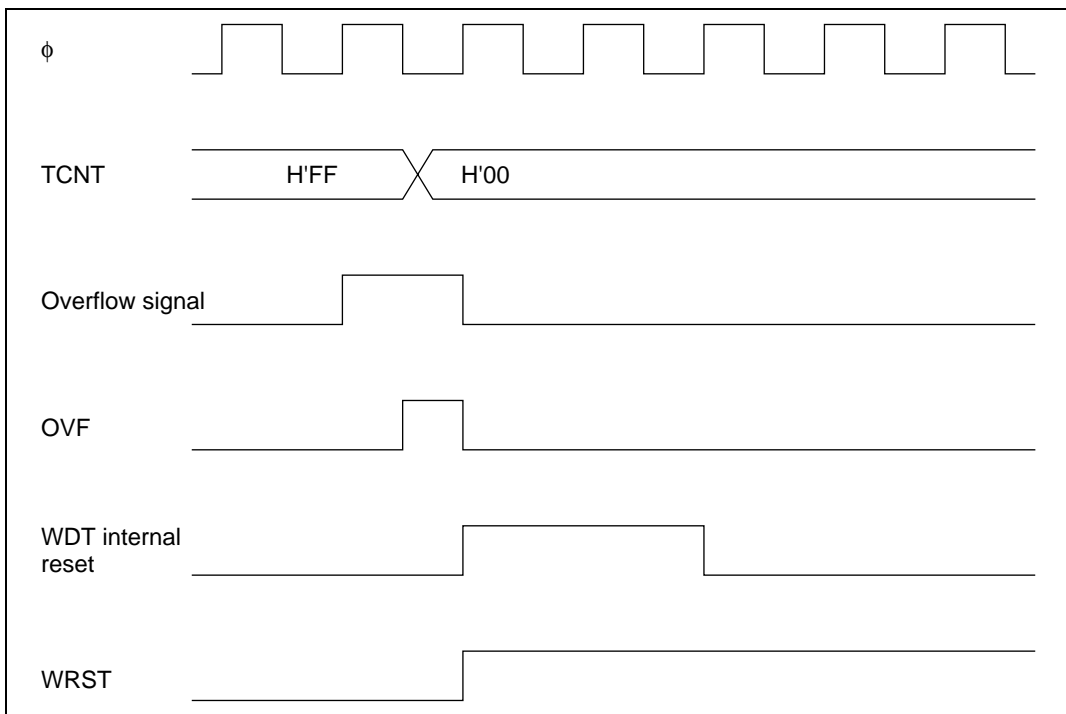 ϕ
TCNT
H'FF
H'00
Overflow signal
OVF
WDT internal
reset
WRST